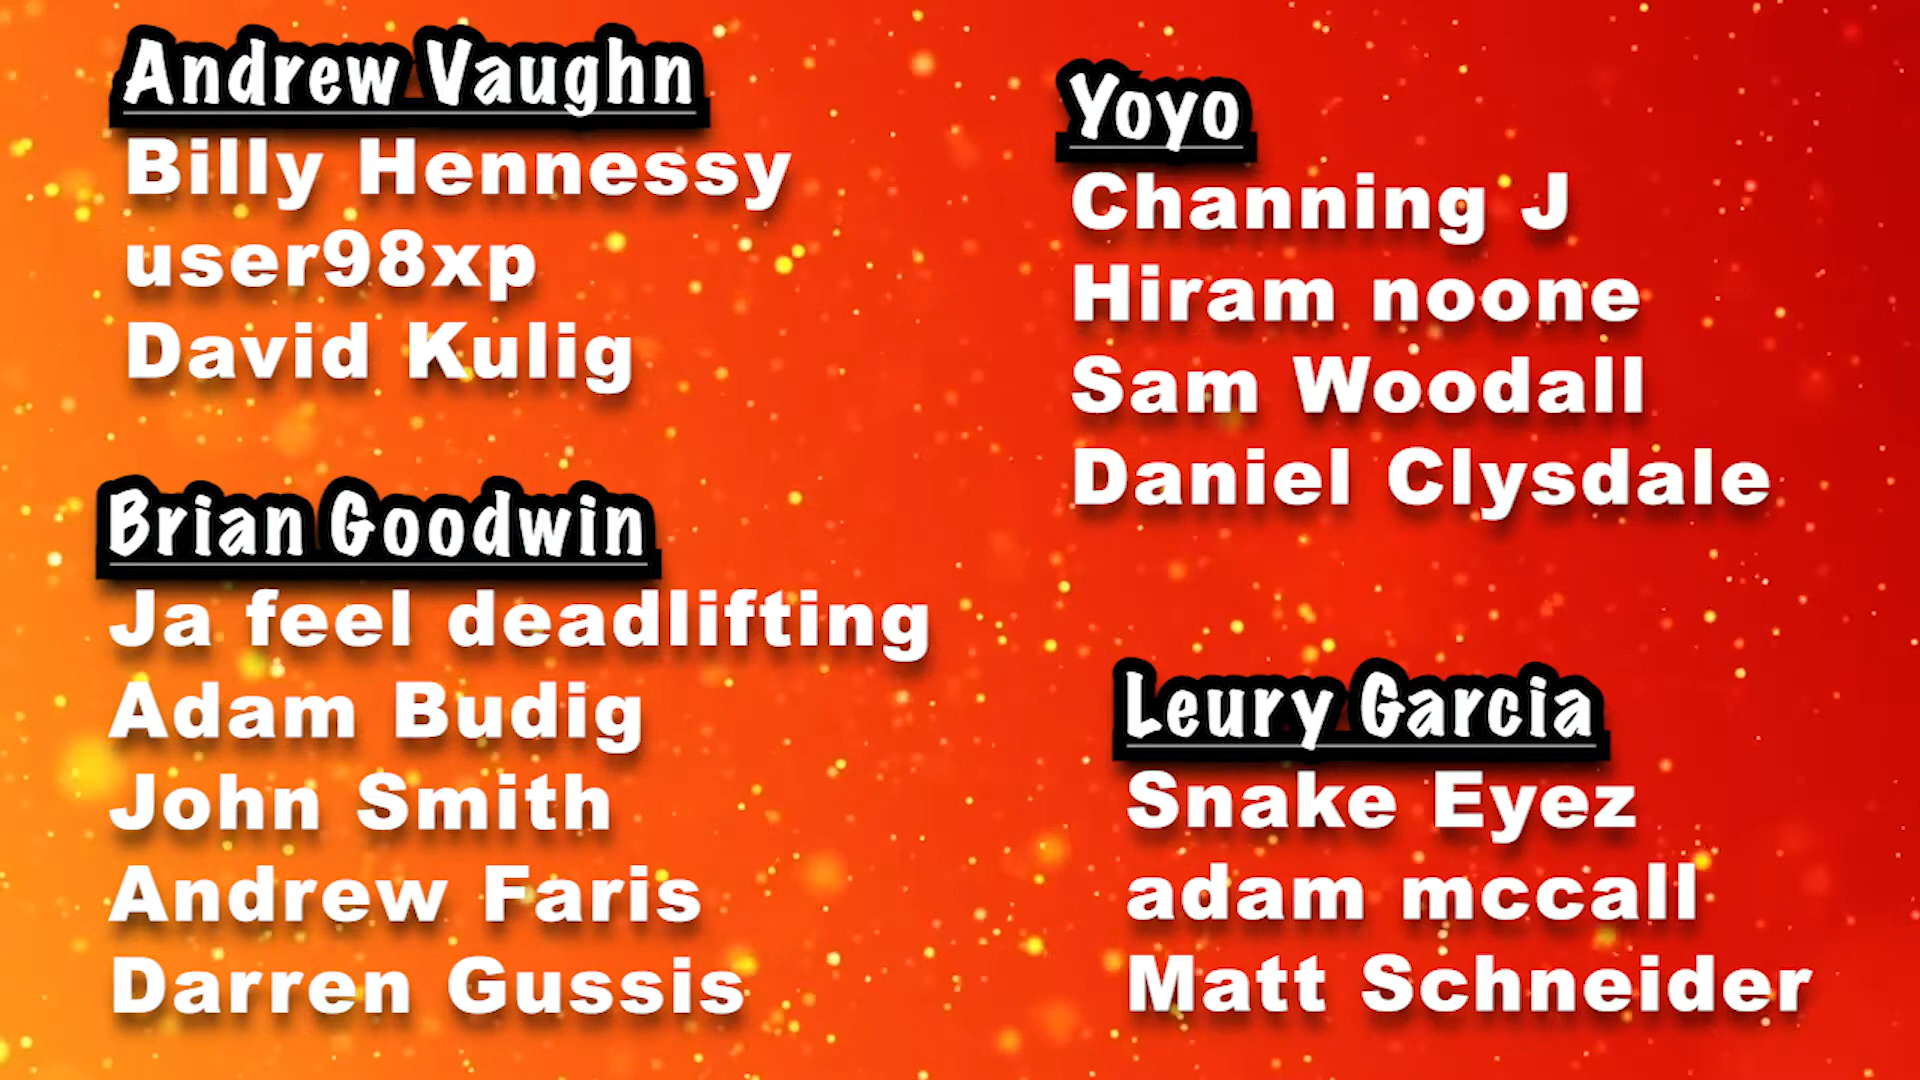 Andrew Vaughn
Billy Hennessy
user98xp
David Kulig
Brian Goodwin
Ja feel deadlifting
Adam Budig
John Smith
Andrew Faris
Darren Gussis
Yoyo
Channing J
Hiram noone
Sam Woodall
Daniel Clysdale
Leury Garcia
Snake Eyez
adam mccall
Matt Schneider